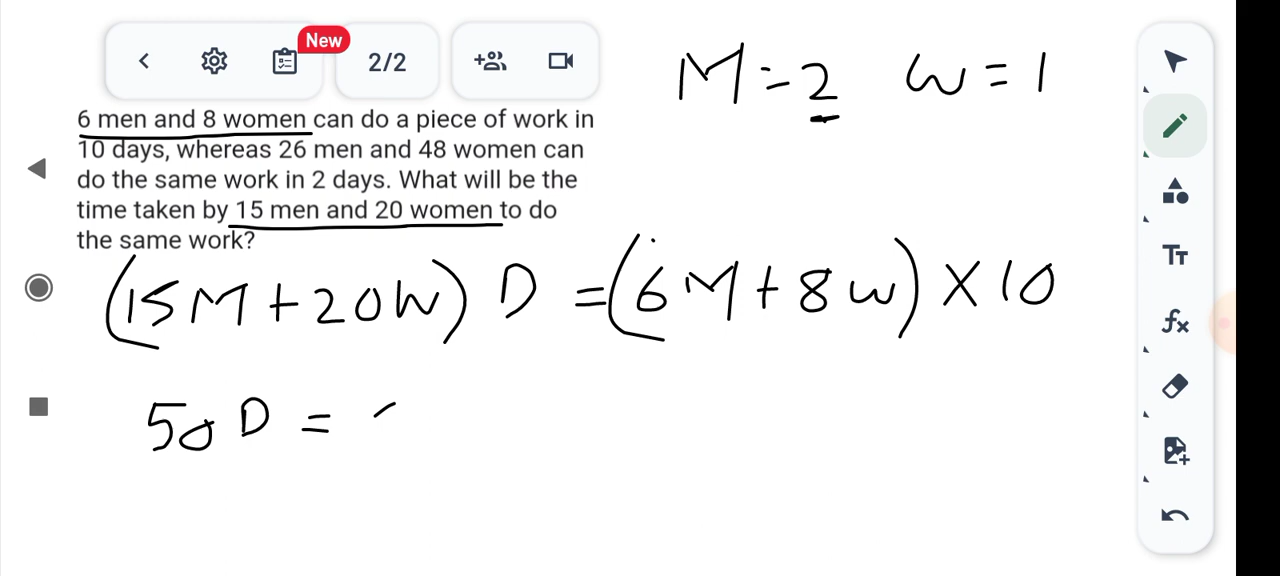 New
2/2
M = 2 W = 1
6 men and 8 women can do a piece of work in
10 days, whereas 26 men and 48 women can
do the same work in 2 days. What will be the
time taken by 15 men and 20 women to do
the same work?
(15M + 20W) D = (6M + 8W) × 10
50 D =
Tт
fx